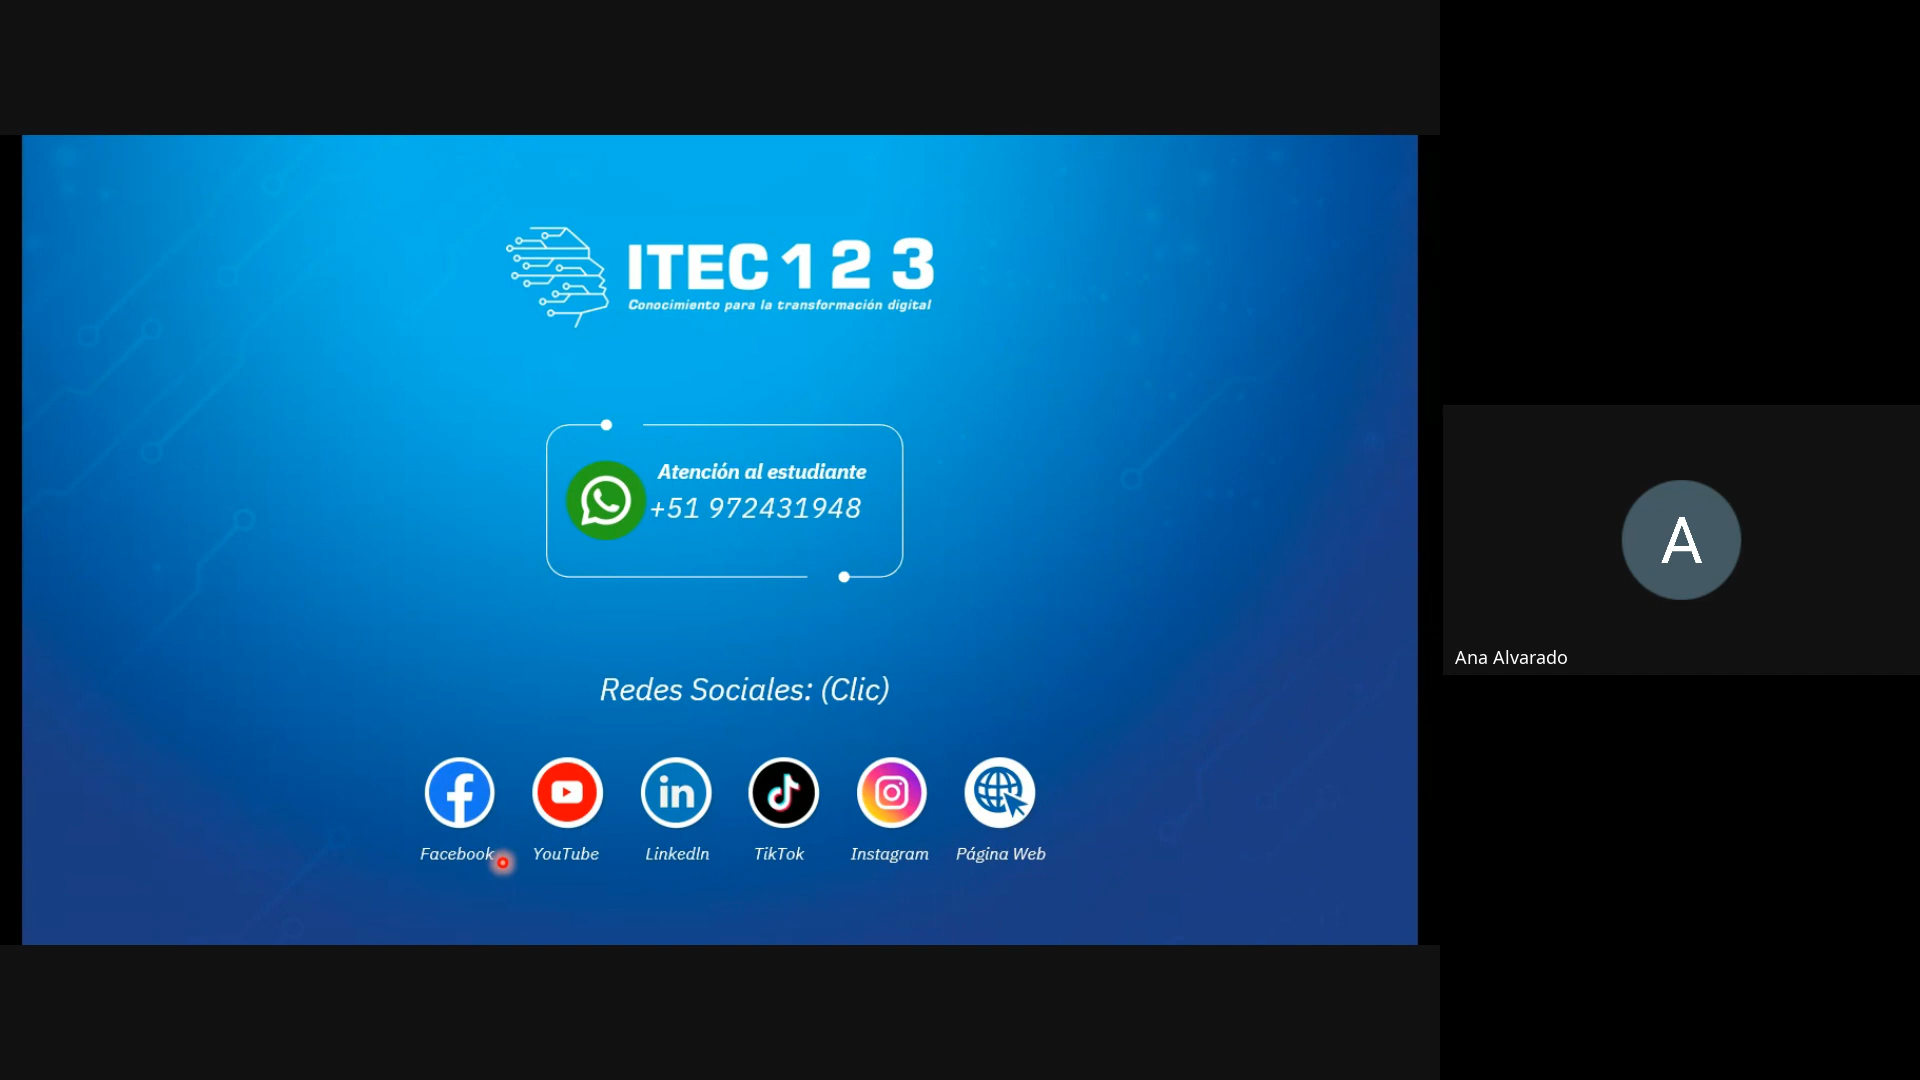 ITEC 1 2 3
Conocimiento para la transformación digital
Atención al estudiante
+51 972431948
Redes Sociales: (Clic)
Facebook YouTube LinkedIn TikTok Instagram Página Web
A
Ana Alvarado